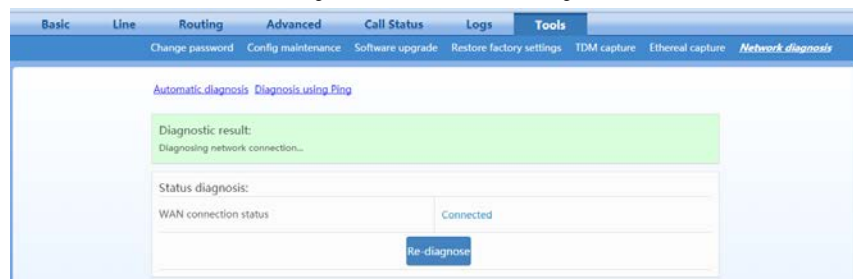 Basic Line Routing Advanced Call Status Logs Tools
Change password Config maintenance Software upgrade Restore factory settings TDM capture Ethereal capture Network diagnosis
Automatic diagnosis Diagnosis using Ping
Diagnostic result:
Diagnosing network connection...
Status diagnosis:
WAN connection status Connected
Re-diagnose